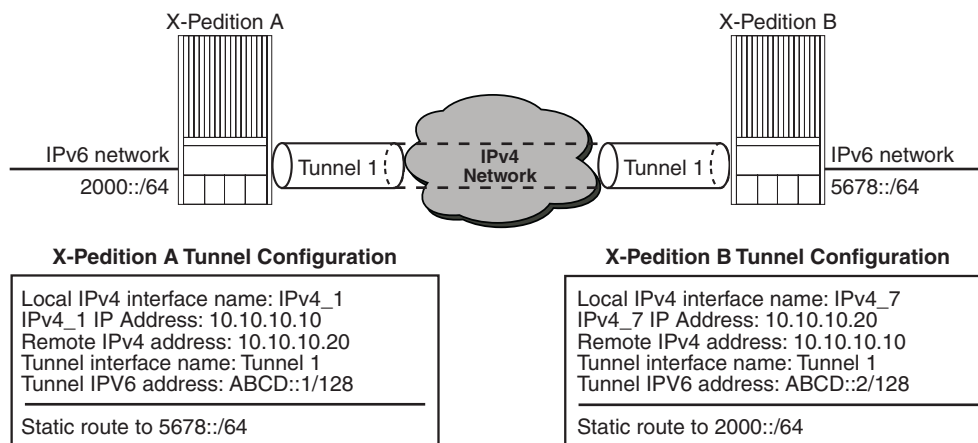 X-Pedition A
X-Pedition B
IPv6 network
2000::/64
Tunnel 1
IPv4
Network
Tunnel 1
IPv6 network
5678::/64
X-Pedition A Tunnel Configuration
Local IPv4 interface name: IPv4_1
IPv4_1 IP Address: 10.10.10.10
Remote IPv4 address: 10.10.10.20
Tunnel interface name: Tunnel 1
Tunnel IPV6 address: ABCD::1/128
Static route to 5678::/64
X-Pedition B Tunnel Configuration
Local IPv4 interface name: IPv4_7
IPv4_7 IP Address: 10.10.10.20
Remote IPv4 address: 10.10.10.10
Tunnel interface name: Tunnel 1
Tunnel IPV6 address: ABCD::2/128
Static route to 2000::/64